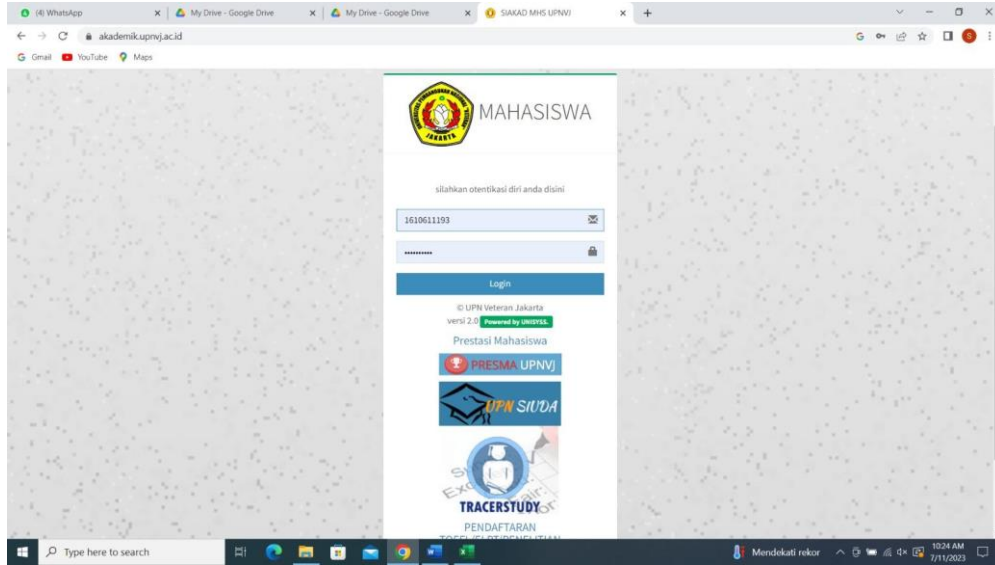 (4) WhatsApp
My Drive - Google Drive
My Drive - Google Drive
SIAKAD MHS UPNVJ
akademik.upnvj.ac.id
Gmail
YouTube
Maps
MAHASISWA
JAKARTA
silahkan otentikasi diri anda disini
1610611193
••••••••••
Login
© UPN Veteran Jakarta
versi 2.0 Powered by UNISYSS.
Prestasi Mahasiswa
PRESMA UPNVJ
UPN SIUDA
TRACERSTUDY
PENDAFTARAN
Type here to search
Mendekati rekor
10:24 AM
7/11/2023